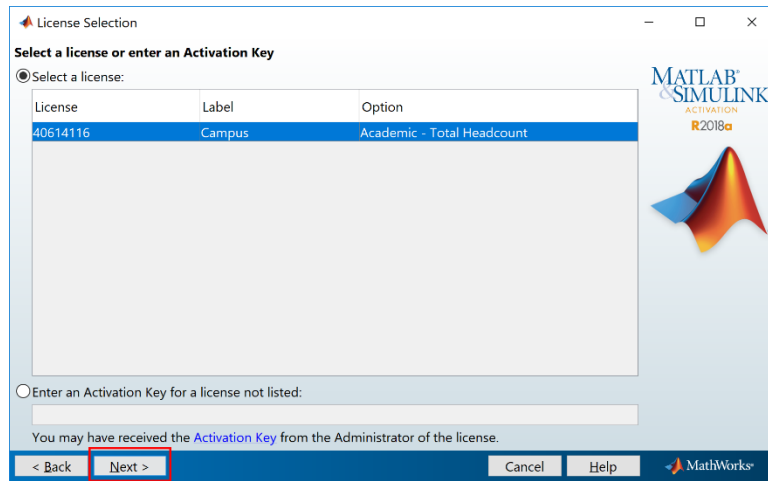 License Selection
Select a license or enter an Activation Key
Select a license:
License Label Option
40614116 Campus Academic - Total Headcount
MATLAB®
&SIMULINK
ACTIVATION
R2018a
Enter an Activation Key for a license not listed:
You may have received the Activation Key from the Administrator of the license.
< Back Next > Cancel Help MathWorks®